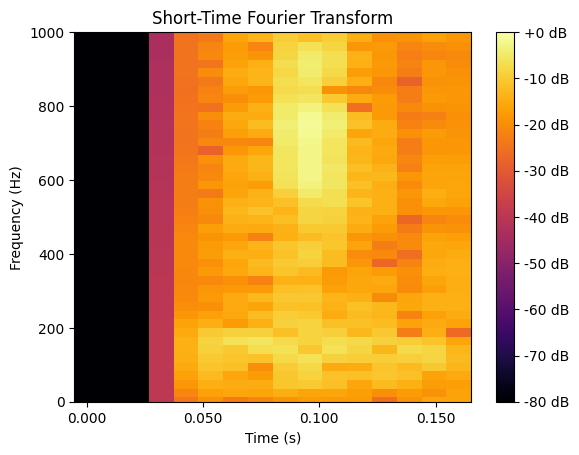 Short-Time Fourier Transform
Frequency (Hz)
1000
800
600
400
200
0
0.000
0.050
0.100
0.150
Time (s)
+0 dB
-10 dB
-20 dB
-30 dB
-40 dB
-50 dB
-60 dB
-70 dB
-80 dB